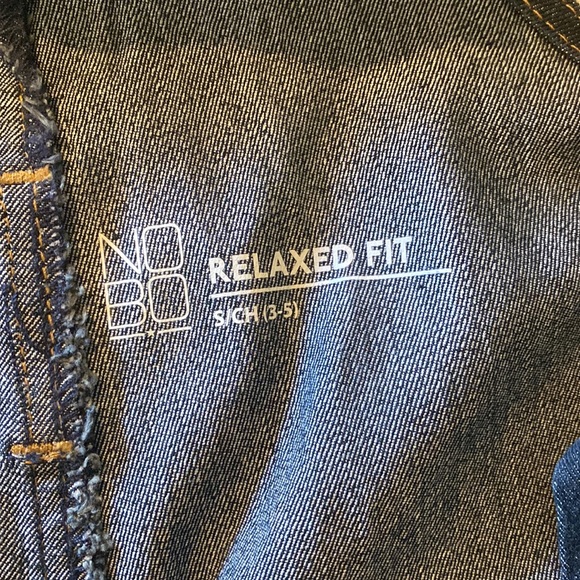 NO
BO
RELAXED FIT
S/CH (3-5)